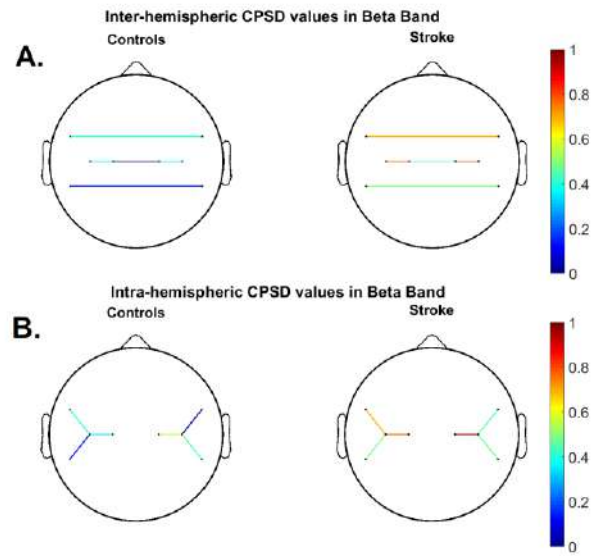 Inter-hemispheric CPSD values in Beta Band
Controls
Stroke
A.
1
0.8
0.6
0.4
0.2
0
Intra-hemispheric CPSD values in Beta Band
Controls
Stroke
B.
1
0.8
0.6
0.4
0.2
0